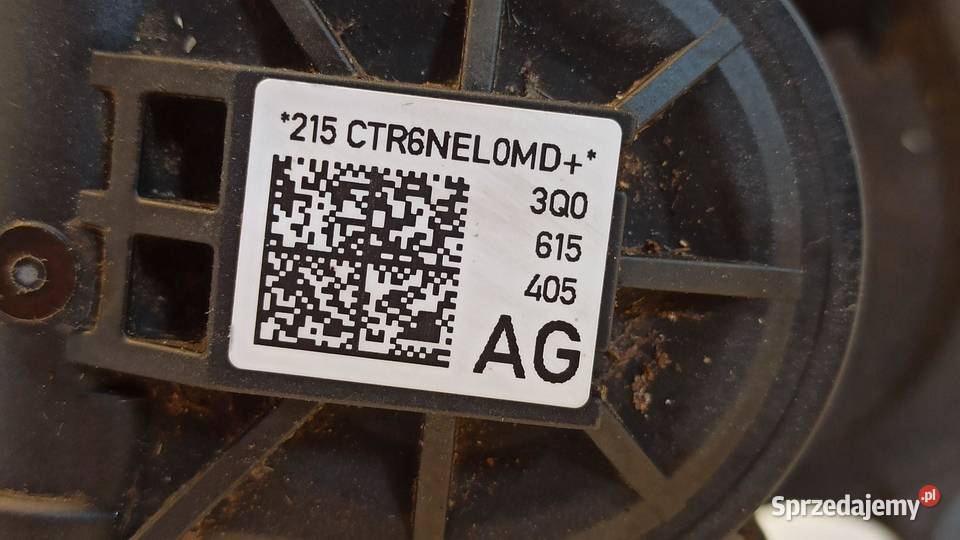 *215 CTR6NEL0MD+*
3Q0
615
405
AG
Sprzedajemy.pl